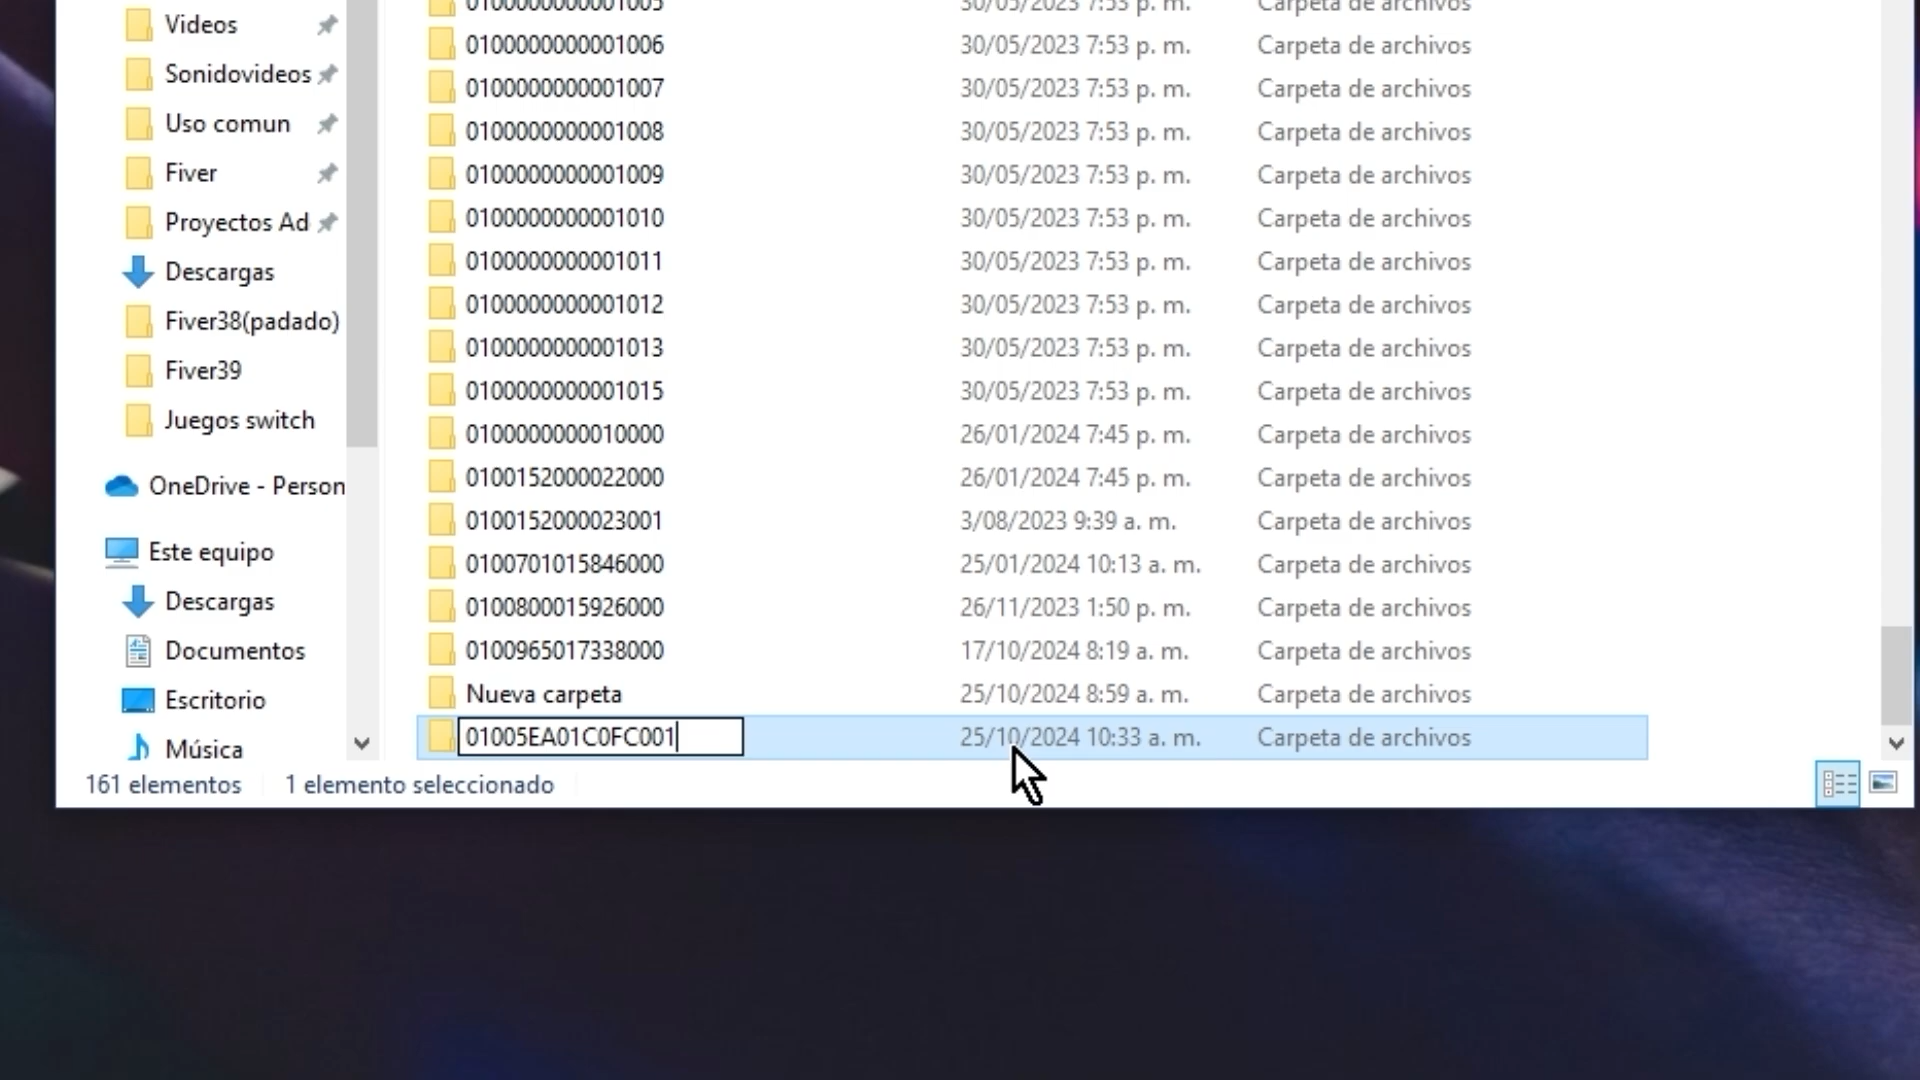 Videos
Sonidovideos
Uso comun
Fiver
Proyectos Ad
Descargas
Fiver38(padado)
Fiver39
Juegos switch
OneDrive - Person
Este equipo
Descargas
Documentos
Escritorio
Música
0100000000001005 30/05/2023 7:53 p. m. Carpeta de archivos
0100000000001006 30/05/2023 7:53 p. m. Carpeta de archivos
0100000000001007 30/05/2023 7:53 p. m. Carpeta de archivos
0100000000001008 30/05/2023 7:53 p. m. Carpeta de archivos
0100000000001009 30/05/2023 7:53 p. m. Carpeta de archivos
0100000000001010 30/05/2023 7:53 p. m. Carpeta de archivos
0100000000001011 30/05/2023 7:53 p. m. Carpeta de archivos
0100000000001012 30/05/2023 7:53 p. m. Carpeta de archivos
0100000000001013 30/05/2023 7:53 p. m. Carpeta de archivos
0100000000001015 30/05/2023 7:53 p. m. Carpeta de archivos
0100000000010000 26/01/2024 7:45 p. m. Carpeta de archivos
0100152000022000 26/01/2024 7:45 p. m. Carpeta de archivos
0100152000023001 3/08/2023 9:39 a. m. Carpeta de archivos
0100701015846000 25/01/2024 10:13 a. m. Carpeta de archivos
0100800015926000 26/11/2023 1:50 p. m. Carpeta de archivos
0100965017338000 17/10/2024 8:19 a. m. Carpeta de archivos
Nueva carpeta 25/10/2024 8:59 a. m. Carpeta de archivos
01005EA01C0FC001 25/10/2024 10:33 a. m. Carpeta de archivos
161 elementos 1 elemento seleccionado